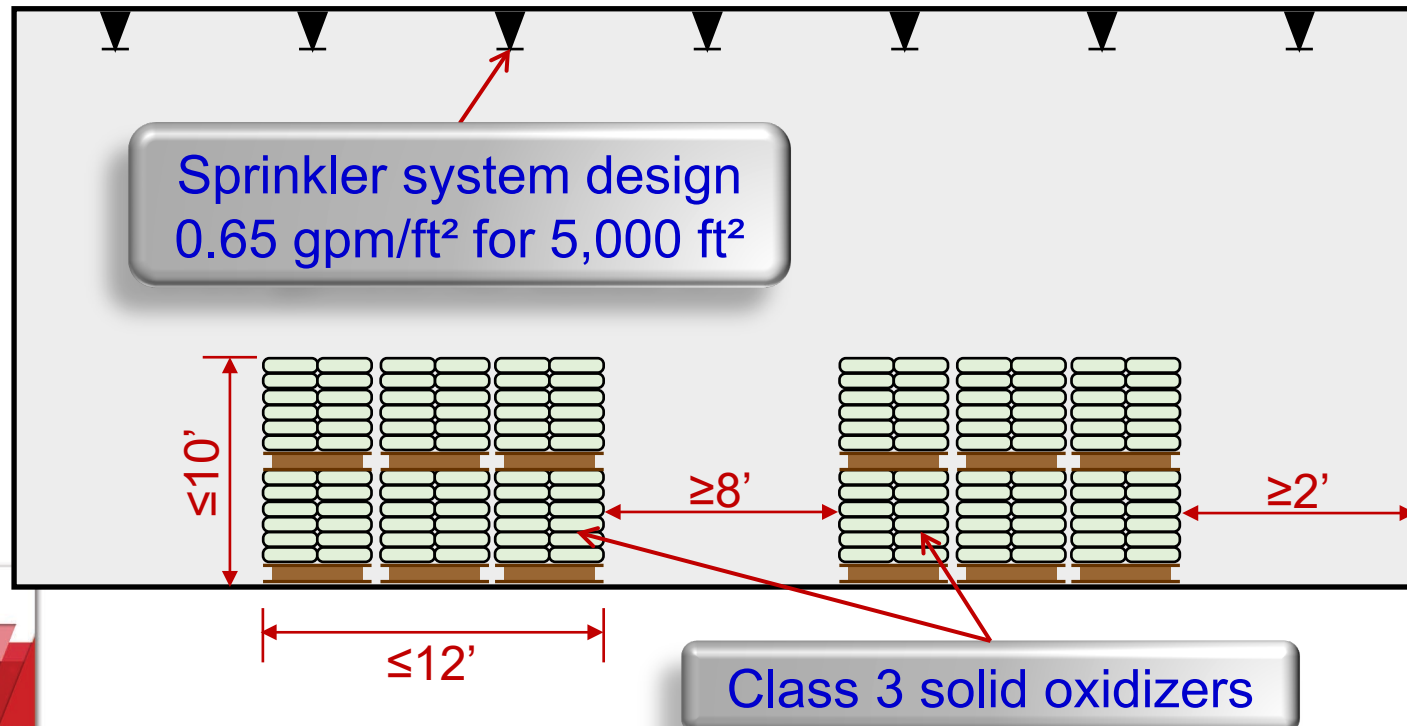 Sprinkler system design
0.65 gpm/ft² for 5,000 ft²
≤10’
≥8’
≥2’
≤12’
Class 3 solid oxidizers